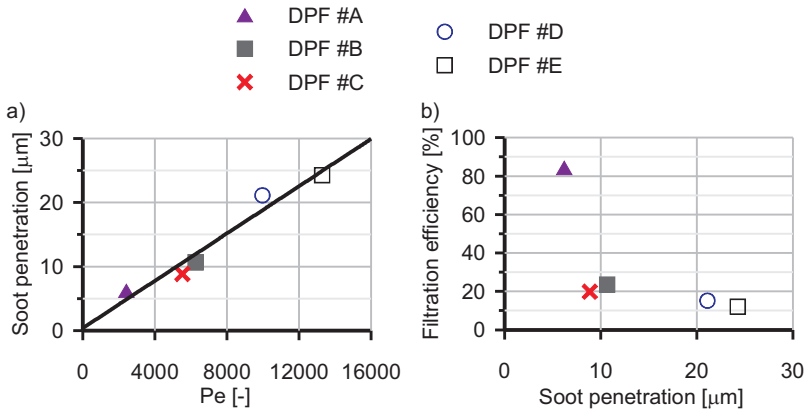 DPF #A
DPF #B
DPF #C
DPF #D
DPF #E
a)
Soot penetration [μm]
30
20
10
0
0 4000 8000 12000 16000
Pe [-]
b)
Filtration efficiency [%]
100
80
60
40
20
0
0 10 20 30
Soot penetration [μm]